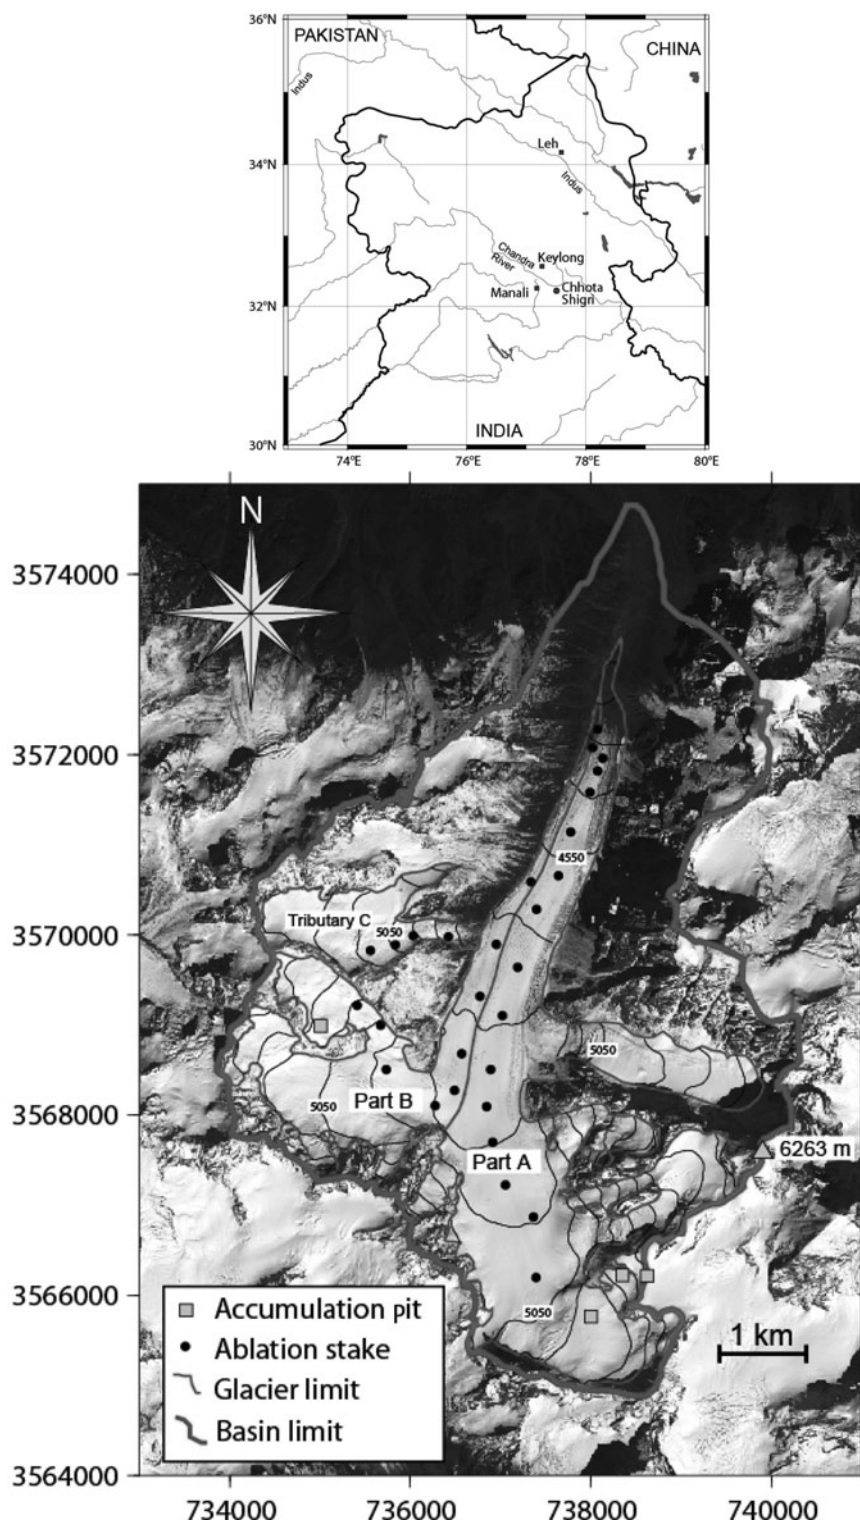 36°N
PAKISTAN
CHINA
Indus
34°N
Leh
Indus
Chandra
River
Keylong
Manali
Chhota
Shigri
32°N
INDIA
30°N
74°E
76°E
78°E
80°E
N
3574000
3572000
4550
3570000
Tributary C
5050
5050
3568000
5050
Part B
6263 m
Part A
3566000
5050
Accumulation pit
Ablation stake
Glacier limit
Basin limit
1 km
3564000
734000
736000
738000
740000